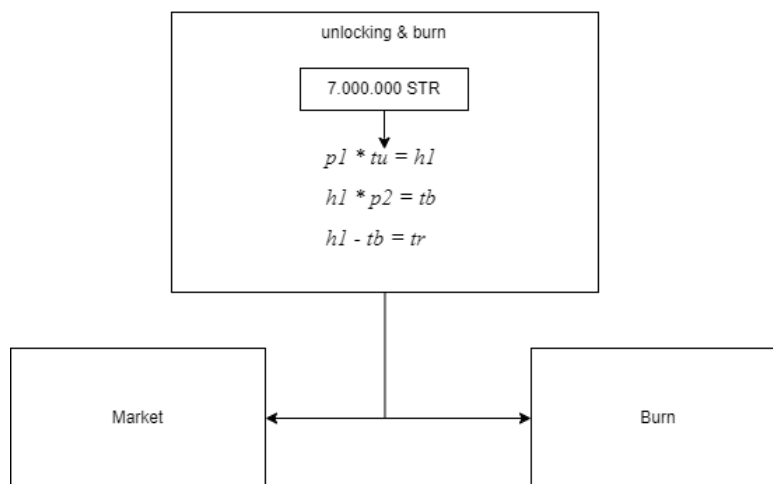 unlocking & burn
7.000.000 STR
p1 * tu = h1
h1 * p2 = tb
h1 - tb = tr
Market
Burn